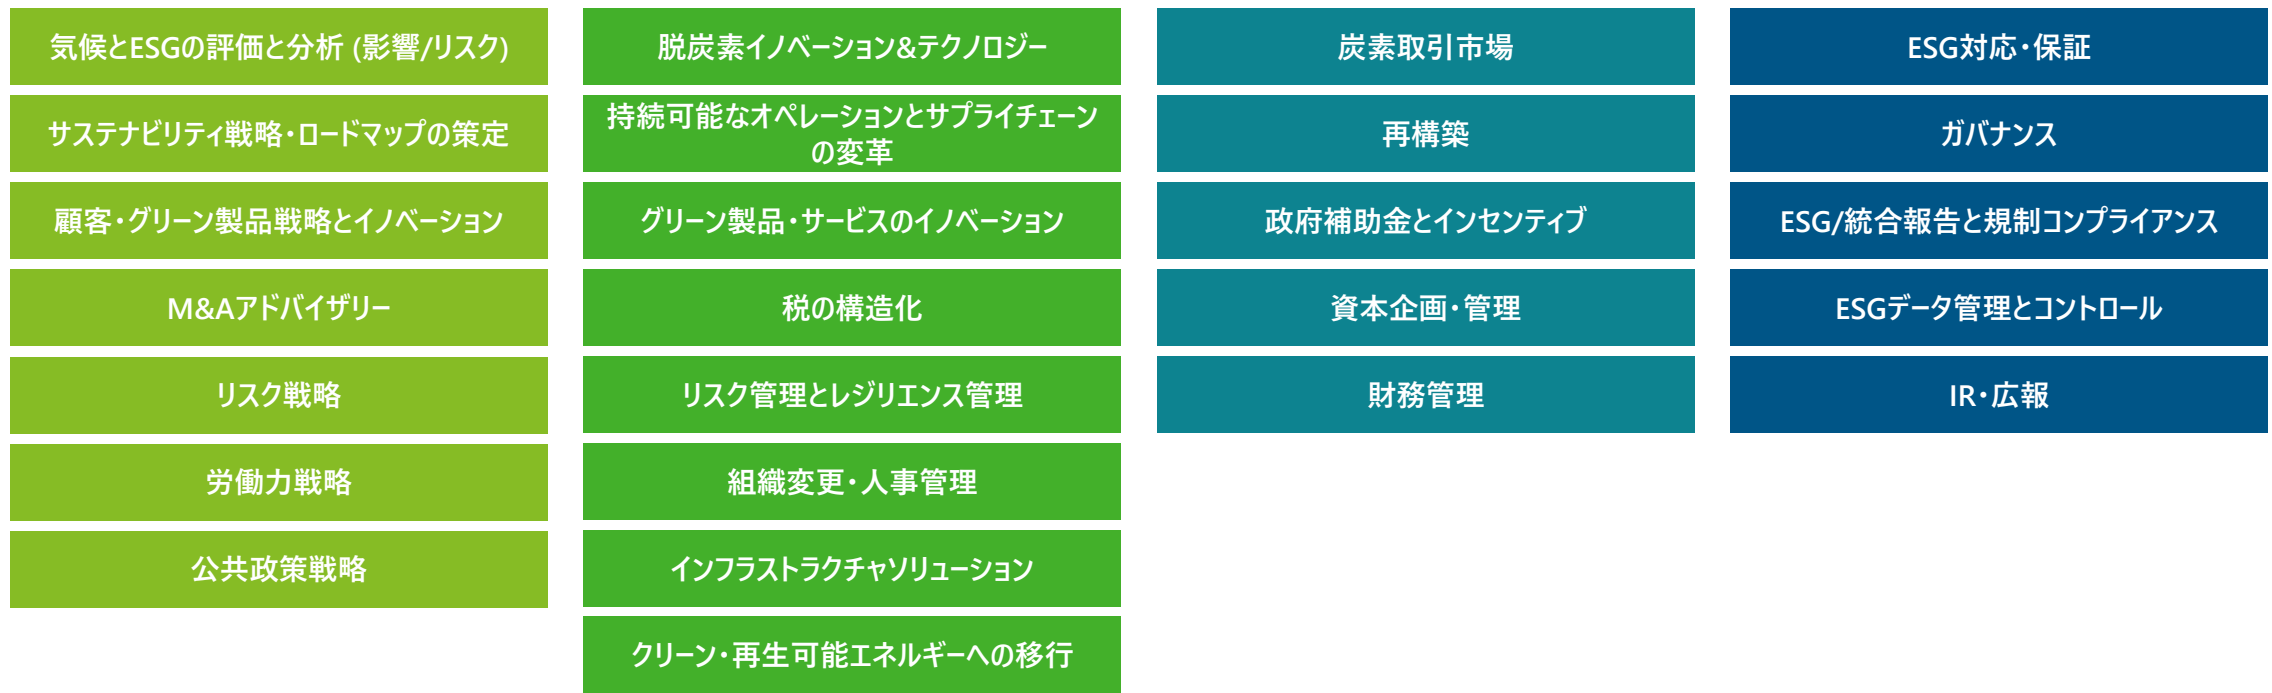 気候とESGの評価と分析 (影響/リスク)
サステナビリティ戦略・ロードマップの策定
顧客・グリーン製品戦略とイノベーション
M&Aアドバイザリー
リスク戦略
労働力戦略
公共政策戦略
脱炭素イノベーション&テクノロジー
持続可能なオペレーションとサプライチェーン
の変革
グリーン製品・サービスのイノベーション
税の構造化
リスク管理とレジリエンス管理
組織変更・人事管理
インフラストラクチャソリューション
クリーン・再生可能エネルギーへの移行
炭素取引市場
再構築
政府補助金とインセンティブ
資本企画・管理
財務管理
ESG対応・保証
ガバナンス
ESG/統合報告と規制コンプライアンス
ESGデータ管理とコントロール
IR・広報